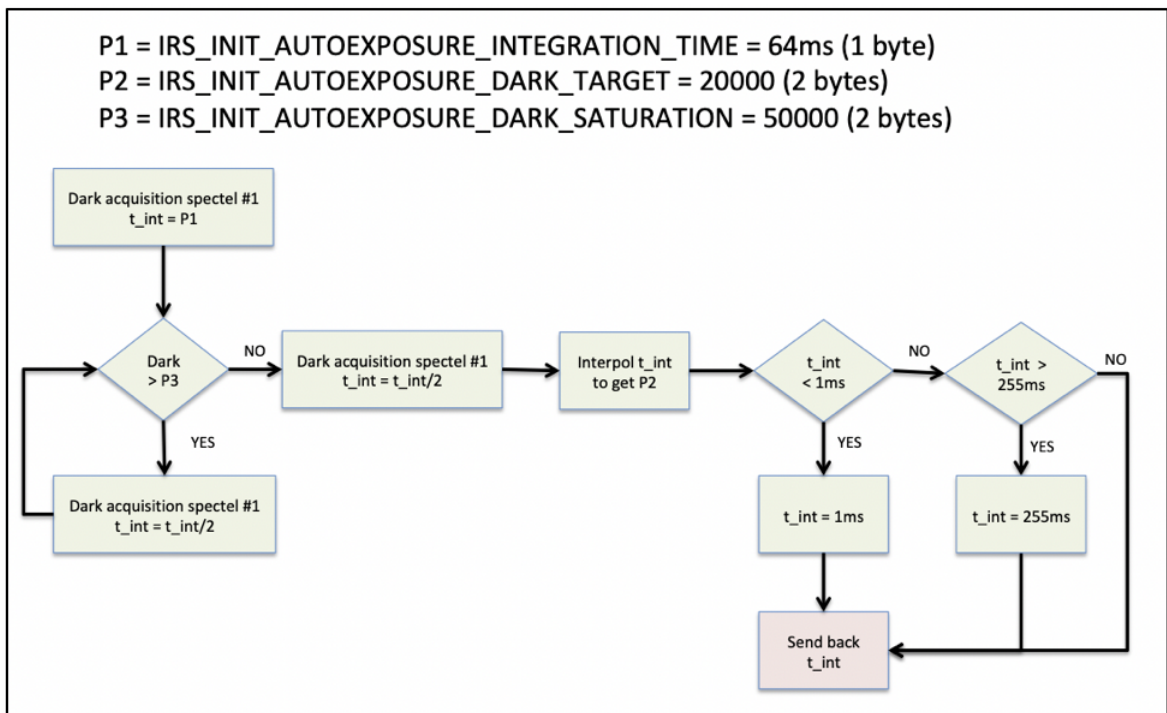 P1 = IRS_INIT_AUTOEXPOSURE_INTEGRATION_TIME = 64ms (1 byte)
P2 = IRS_INIT_AUTOEXPOSURE_DARK_TARGET = 20000 (2 bytes)
P3 = IRS_INIT_AUTOEXPOSURE_DARK_SATURATION = 50000 (2 bytes)
Dark acquisition spectel #1
t_int = P1
Dark
> P3
NO
YES
Dark acquisition spectel #1
t_int = t_int/2
Dark acquisition spectel #1
t_int = t_int/2
Interpol t_int
to get P2
t_int
< 1ms
NO
YES
t_int >
255ms
NO
YES
t_int = 1ms
t_int = 255ms
Send back
t_int